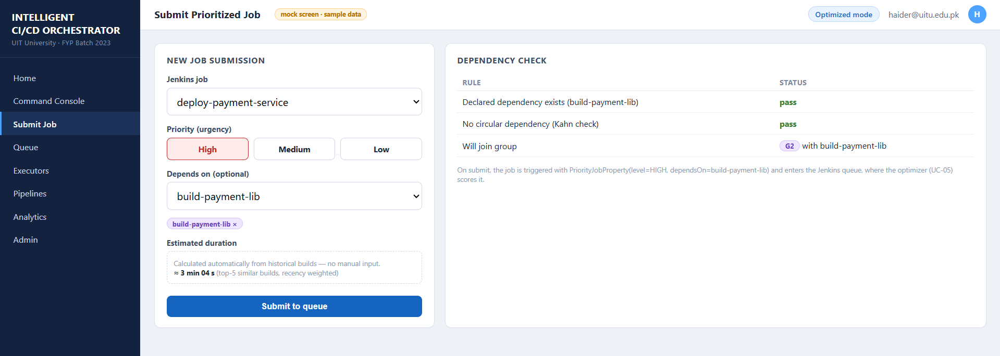 INTELLIGENT
CI/CD ORCHESTRATOR
UIT University · FYP Batch 2023
Home
Command Console
Submit Job
Queue
Executors
Pipelines
Analytics
Admin
Submit Prioritized Job
mock screen · sample data
Optimized mode
haider@uitu.edu.pk
H
NEW JOB SUBMISSION
Jenkins job
deploy-payment-service
Priority (urgency)
High
Medium
Low
Depends on (optional)
build-payment-lib
build-payment-lib ×
Estimated duration
Calculated automatically from historical builds — no manual input.
≈ 3 min 04 s (top-5 similar builds, recency weighted)
Submit to queue
DEPENDENCY CHECK
RULE STATUS
Declared dependency exists (build-payment-lib) pass
No circular dependency (Kahn check) pass
Will join group G2 with build-payment-lib
On submit, the job is triggered with PriorityJobProperty(level=HIGH, dependsOn=build-payment-lib) and enters the Jenkins queue, where the optimizer (UC-05)
scores it.